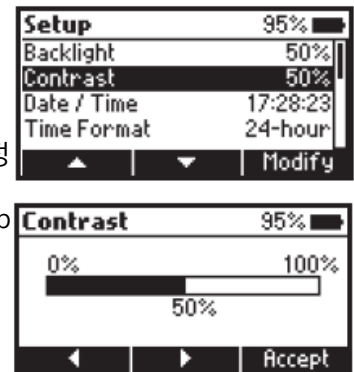 Setup 95%
Backlight 50%
Contrast 50%
Date / Time 17:28:23
Time Format 24-hour
▲ ▼ Modify
Contrast 95%
0% 100%
50%
◀ ▶ Accept